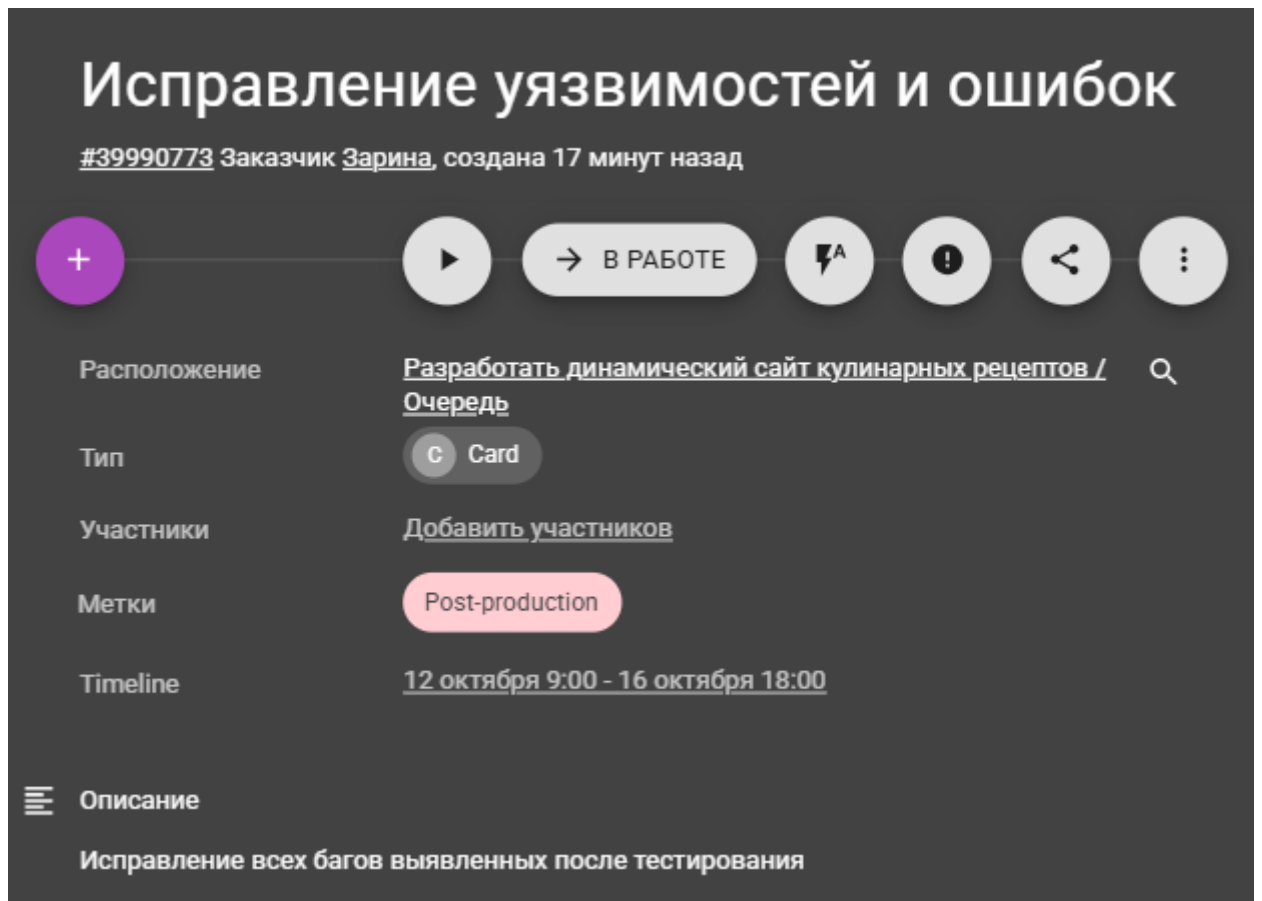 Исправление уязвимостей и ошибок
#39990773 Заказчик Зарина, создана 17 минут назад
+
В РАБОТЕ
A
Расположение
Разработать динамический сайт кулинарных рецептов /
Очередь
Тип
C Card
Участники
Добавить участников
Метки
Post-production
Timeline
12 октября 9:00 - 16 октября 18:00
Описание
Исправление всех багов выявленных после тестирования